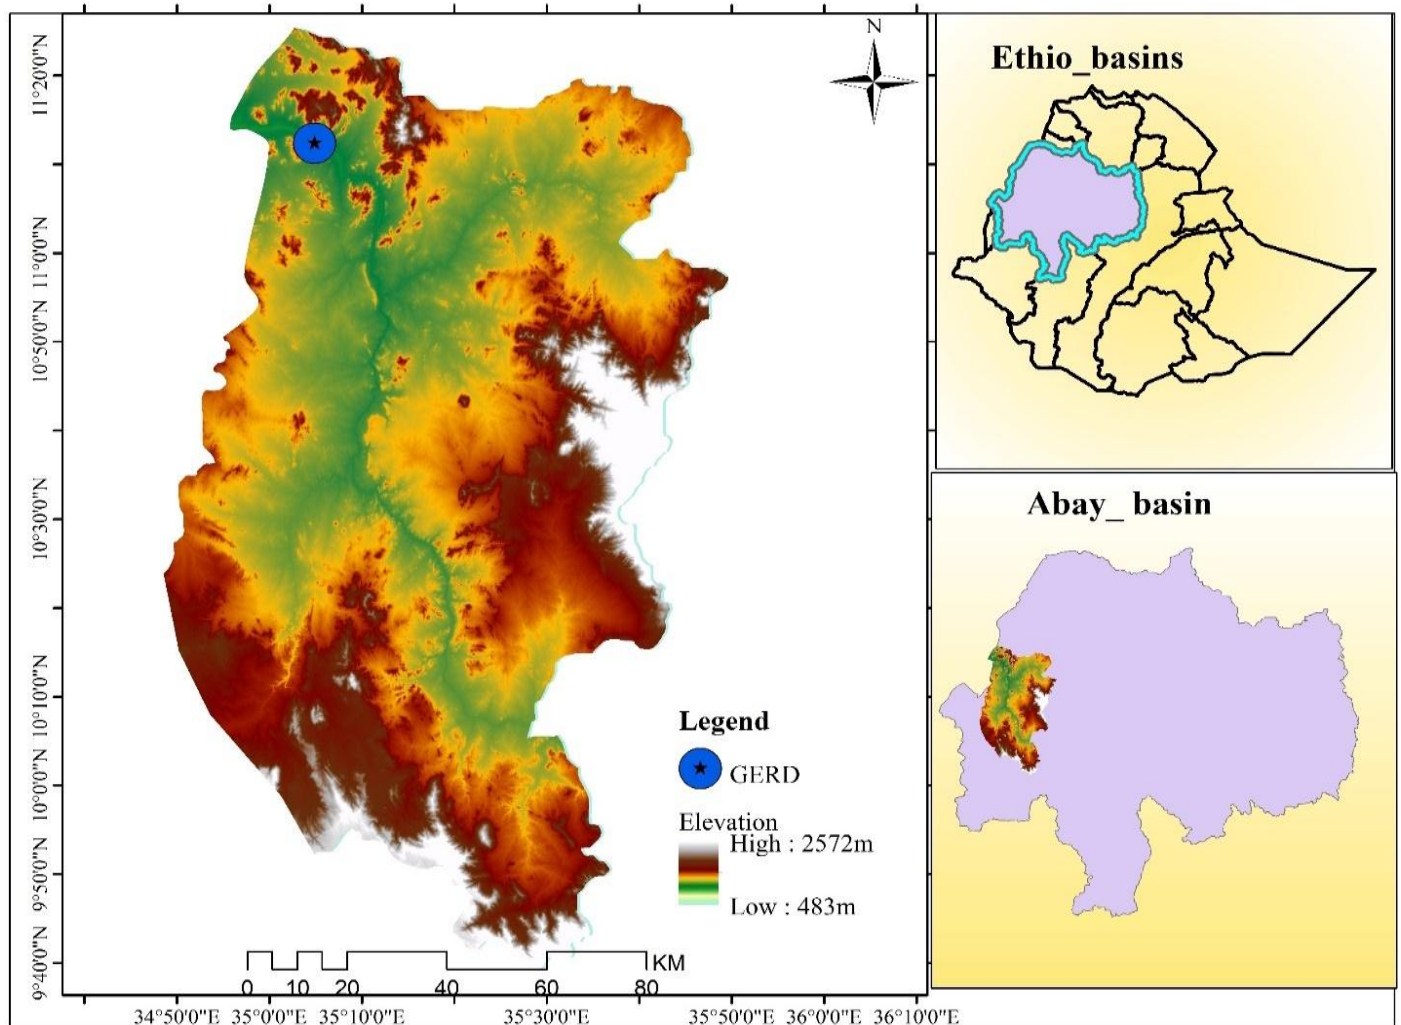 N
11°20'0"N
11°0'0"N
10°50'0"N
10°30'0"N
10°10'0"N
10°0'0"N
9°50'0"N
9°40'0"N
Legend
GERD
Elevation
High : 2572m
Low : 483m
KM
0 10 20 40 60 80
34°50'0"E 35°0'0"E 35°10'0"E 35°30'0"E 35°50'0"E 36°0'0"E 36°10'0"E
Ethio_basins
Abay_ basin